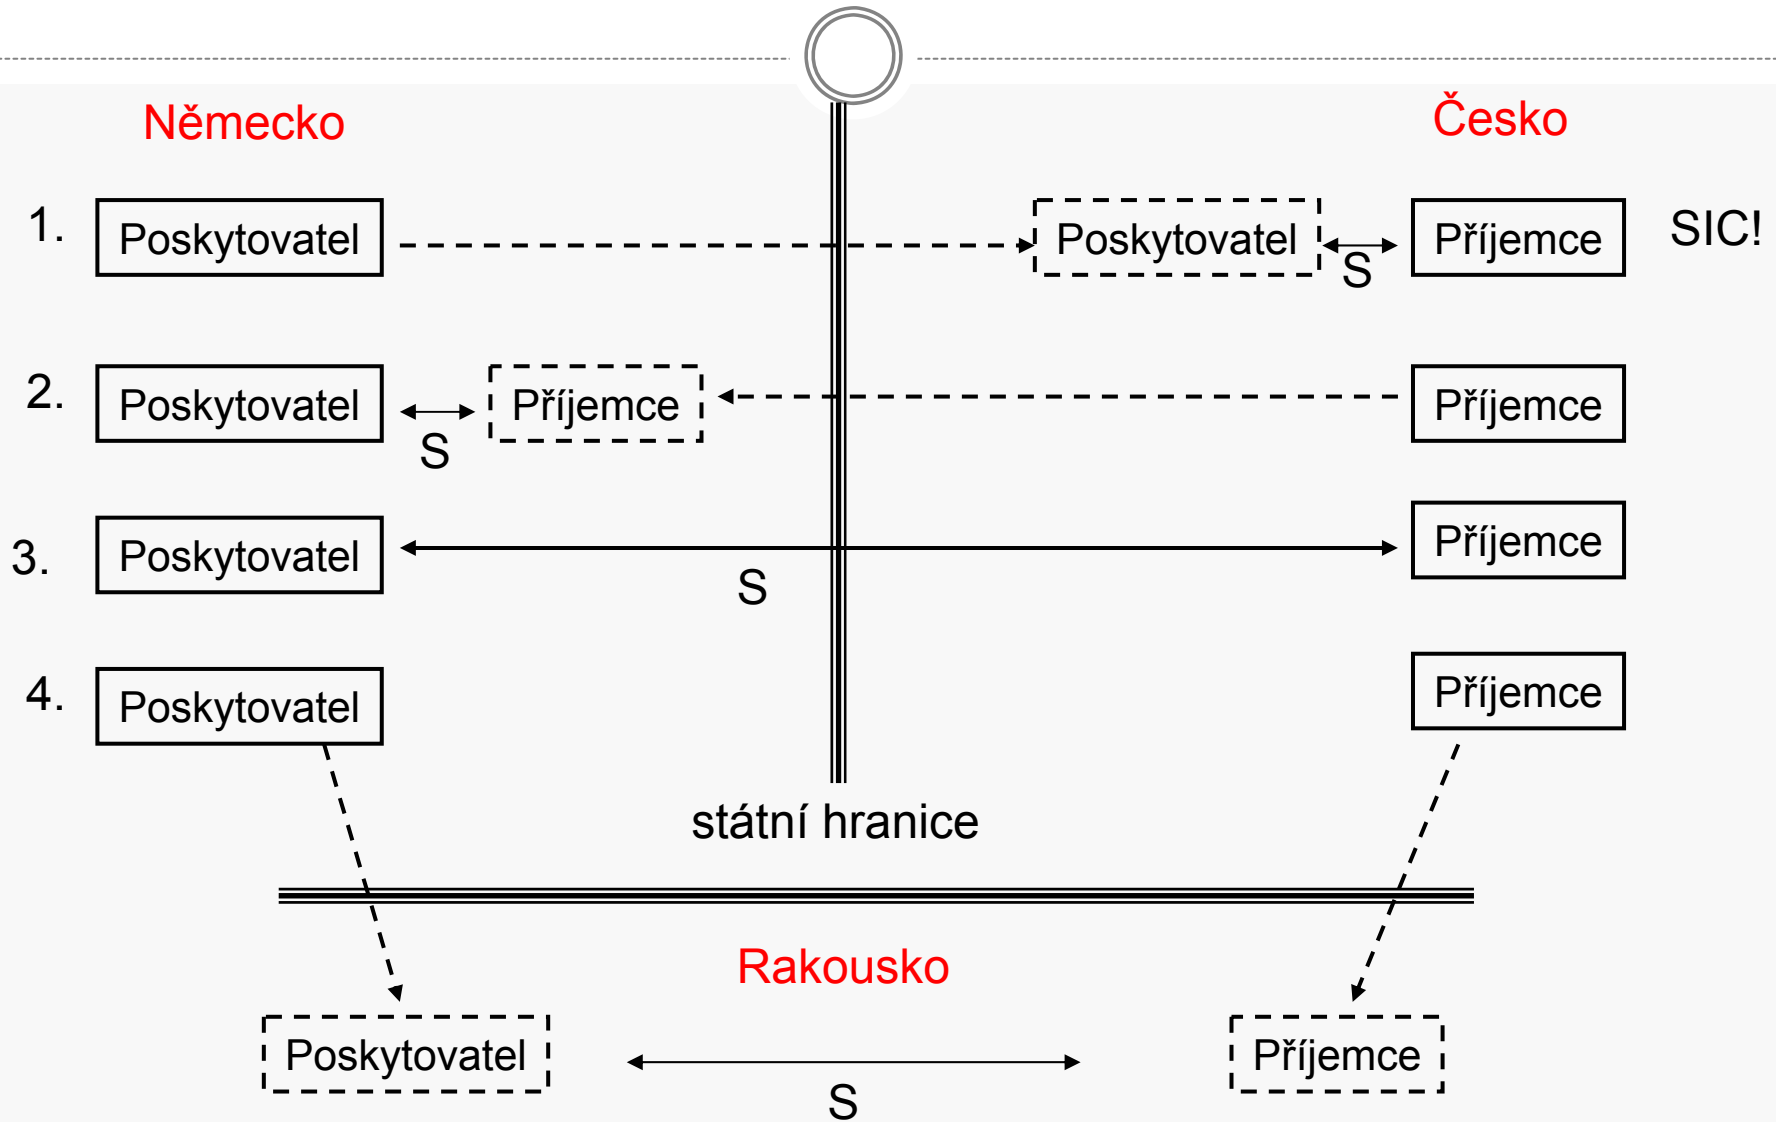 Německo
Česko
1. Poskytovatel Poskytovatel S Příjemce SIC!
2. Poskytovatel S Příjemce Příjemce
3. Poskytovatel S Příjemce
4. Poskytovatel Příjemce
státní hranice
Rakousko
Poskytovatel S Příjemce